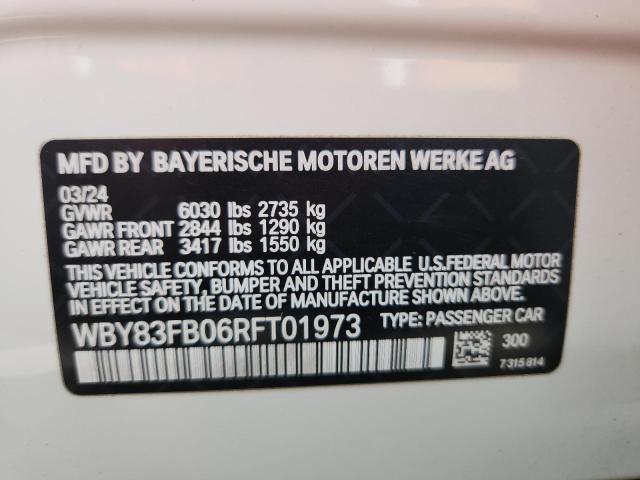 MFD BY BAYERISCHE MOTOREN WERKE AG
03/24
GVWR 6030 lbs 2735 kg
GAWR FRONT 2844 lbs 1290 kg
GAWR REAR 3417 lbs 1550 kg
THIS VEHICLE CONFORMS TO ALL APPLICABLE U.S.FEDERAL MOTOR
VEHICLE SAFETY, BUMPER AND THEFT PREVENTION STANDARDS
IN EFFECT ON THE DATE OF MANUFACTURE SHOWN ABOVE.
WBY83FB06RFT01973 TYPE: PASSENGER CAR
300
7315814